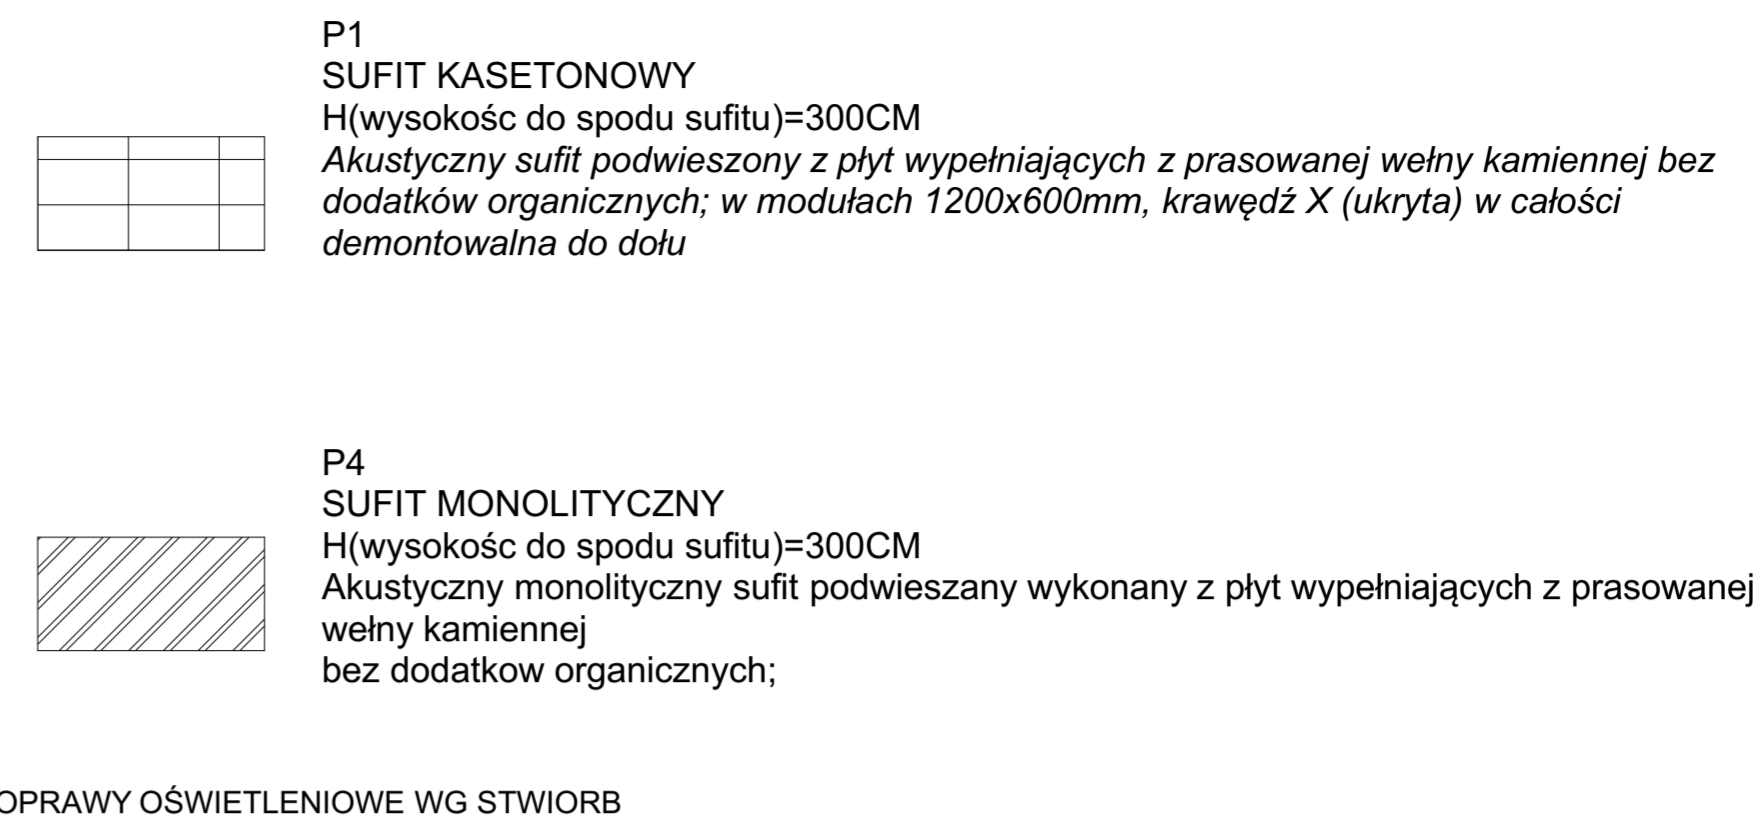 P1
SUFIT KASETONOWY
H(wysokośc do spodu sufitu)=300CM
Akustyczny sufit podwieszony z płyt wypełniających z prasowanej wełny kamiennej bez
dodatków organicznych; w modułach 1200x600mm, krawędź X (ukryta) w całości
demontowalna do dołu
P4
SUFIT MONOLITYCZNY
H(wysokośc do spodu sufitu)=300CM
Akustyczny monolityczny sufit podwieszany wykonany z płyt wypełniających z prasowanej
wełny kamiennej
bez dodatkow organicznych;
OPRAWY OŚWIETLENIOWE WG STWIORB